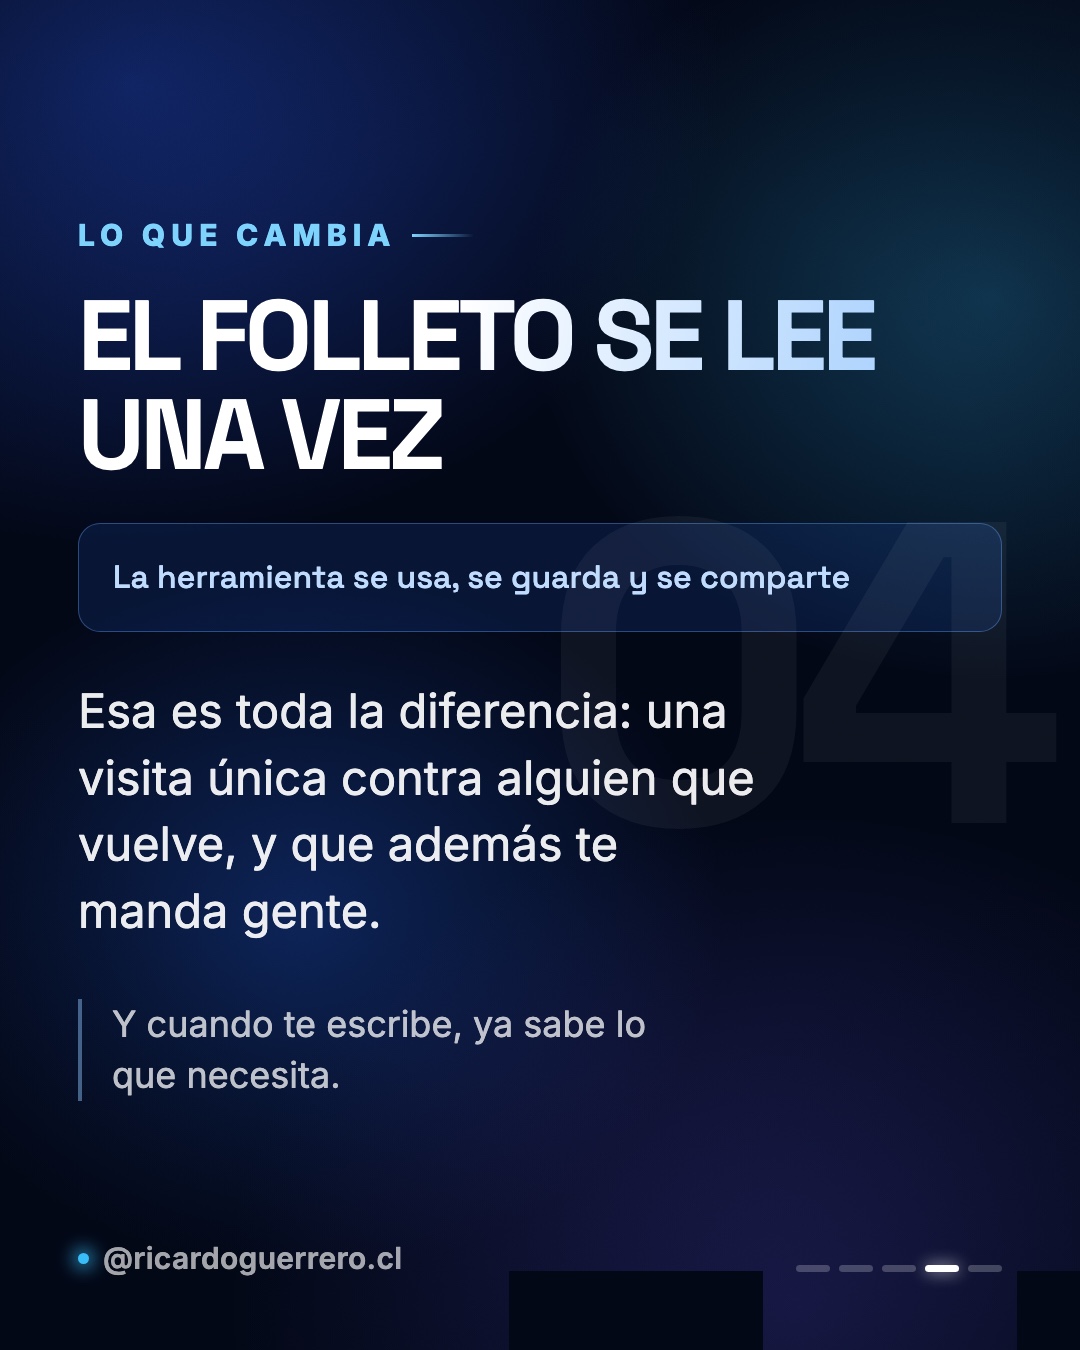 LO QUE CAMBIA
EL FOLLETO SE LEE
UNA VEZ
La herramienta se usa, se guarda y se comparte
04
Esa es toda la diferencia: una
visita única contra alguien que
vuelve, y que además te
manda gente.
Y cuando te escribe, ya sabe lo
que necesita.
@ricardoguerrero.cl